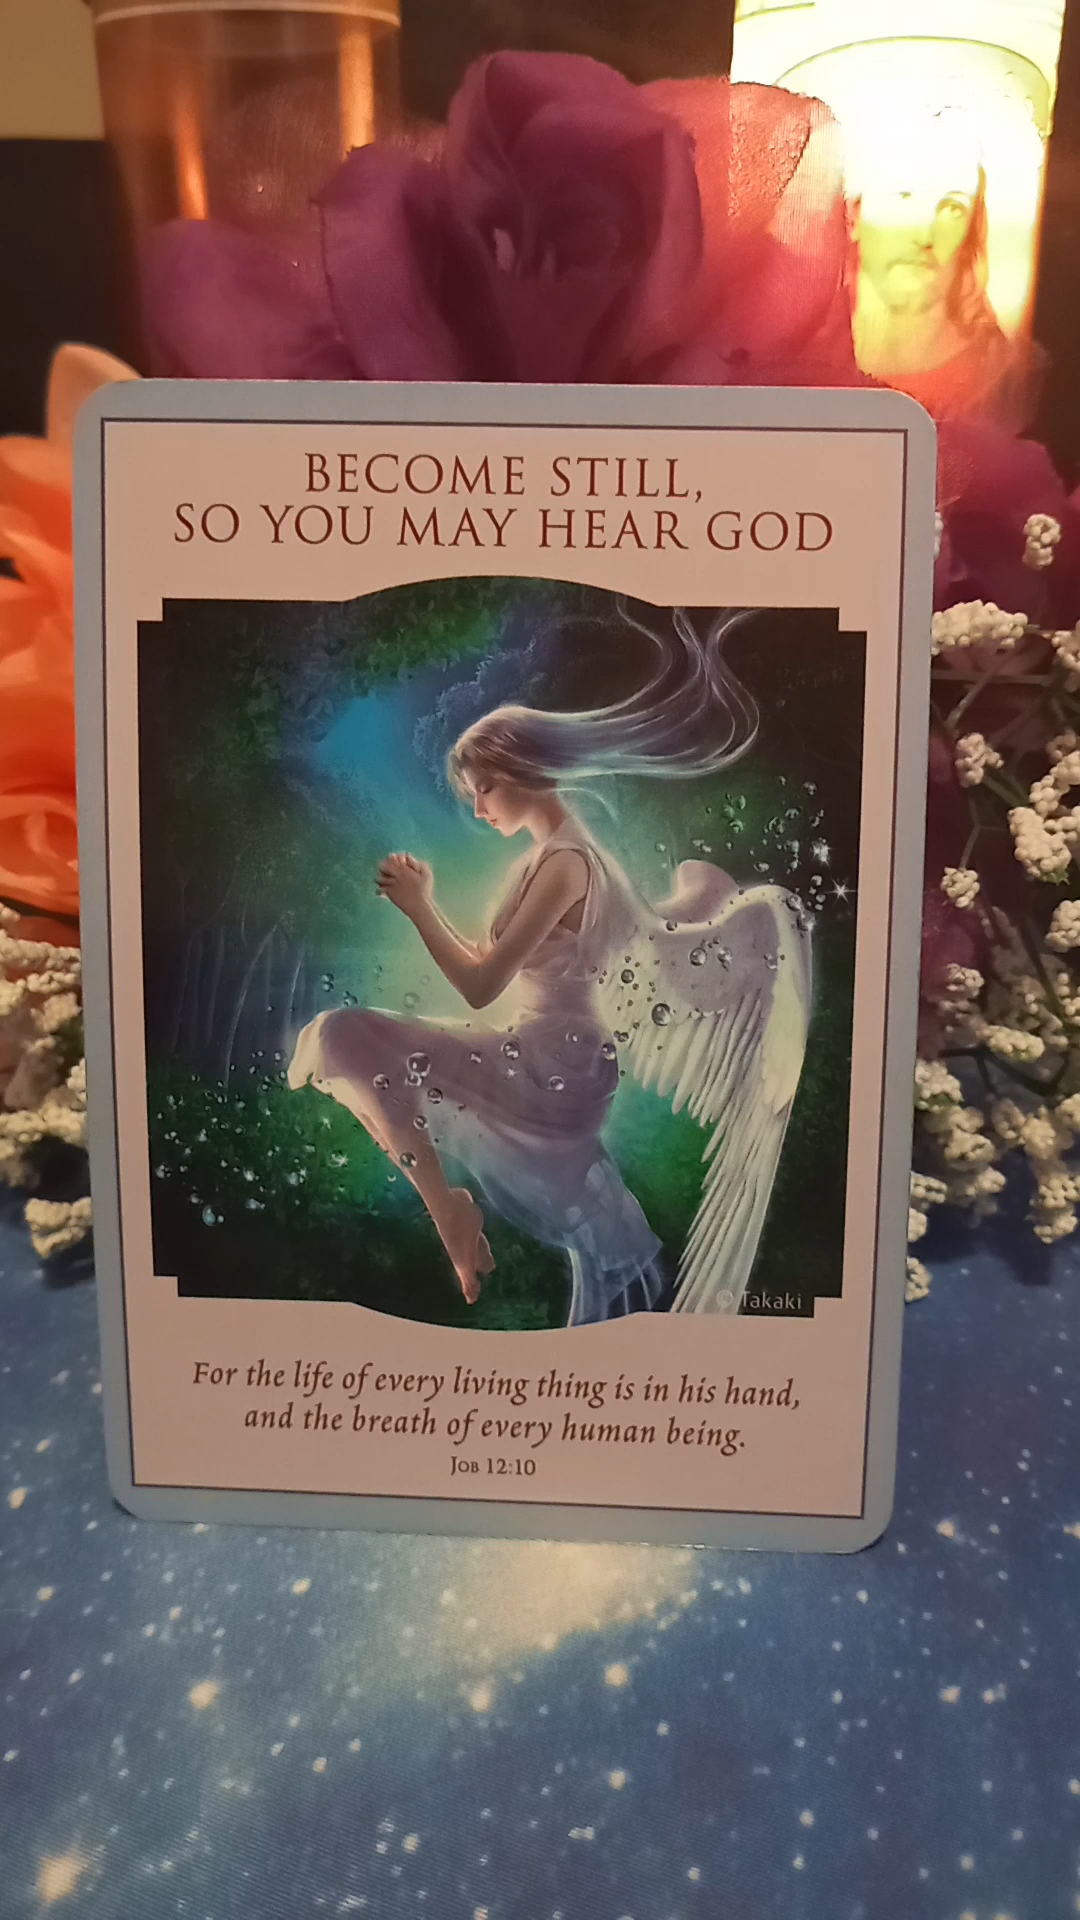 BECOME STILL,
SO YOU MAY HEAR GOD
© Takaki
For the life of every living thing is in his hand,
and the breath of every human being.
Job 12:10